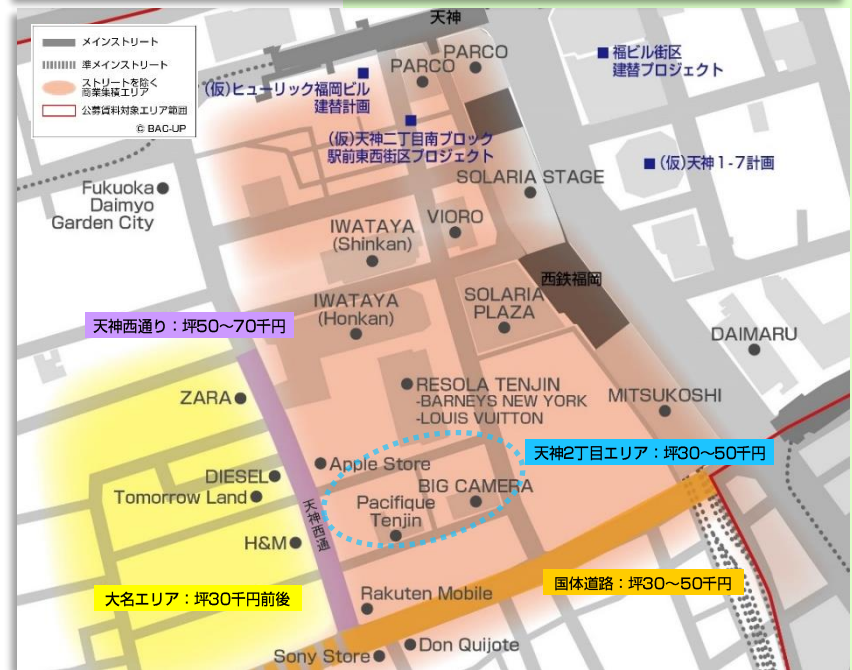 天神
メインストリート
準メインストリート
ストリートを除く
商業集積エリア
公募賃料対象エリア範囲
© BAC-UP
PARCO
PARCO
福ビル街区
建替プロジェクト
(仮)ヒューリック福岡ビル
建替計画
(仮)天神二丁目南ブロック
駅前東西街区プロジェクト
(仮)天神1-7計画
SOLARIA STAGE
Fukuoka
Daimyo
Garden City
VIORO
IWATAYA
(Shinkan)
西鉄福岡
IWATAYA
(Honkan)
SOLARIA
PLAZA
天神西通り：坪50～70千円
DAIMARU
ZARA
RESOLA TENJIN
-BARNEYS NEW YORK
-LOUIS VUITTON
MITSUKOSHI
天神2丁目エリア：坪30～50千円
Apple Store
DIESEL
Tomorrow Land
BIG CAMERA
Pacifique
Tenjin
天神西通
H&M
国体道路：坪30～50千円
大名エリア：坪30千円前後
Rakuten Mobile
Don Quijote
Sony Store